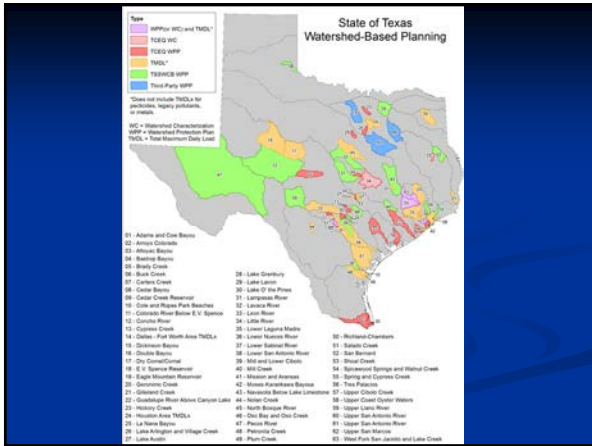 State of Texas
Watershed-Based Planning
Type
WPP(or WC) and TMDL*
TCEQ WC
TCEQ WPP
TMDL*
TSSWCB WPP
Third-Party WPP
*Does not include TMDLs for
pesticides, legacy pollutants,
or metals.
WC = Watershed Characterization
WPP = Watershed Protection Plan
TMDL = Total Maximum Daily Load
01 - Adams and Cow Bayou
02 - Arroyo Colorado
03 - Attoyac Bayou
04 - Bastrop Bayou
05 - Brady Creek
06 - Buck Creek
07 - Carters Creek
08 - Cedar Bayou
09 - Cedar Creek Reservoir
10 - Cole and Ropes Park Beaches
11 - Colorado River Below E.V. Spence
12 - Concho River
13 - Cypress Creek
14 - Dallas - Fort Worth Area TMDLs
15 - Dickinson Bayou
16 - Double Bayou
17 - Dry Comal/Comal
18 - E.V. Spence Reservoir
19 - Eagle Mountain Reservoir
20 - Geronimo Creek
21 - Gilleland Creek
22 - Guadalupe River Above Canyon Lake
23 - Hickory Creek
24 - Houston Area TMDLs
25 - La Nana Bayou
26 - Lake Arlington and Village Creek
27 - Lake Austin
28 - Lake Granbury
29 - Lake Lavon
30 - Lake O' the Pines
31 - Lampasas River
32 - Lavaca River
33 - Leon River
34 - Little River
35 - Lower Laguna Madre
36 - Lower Nueces River
37 - Lower Sabinal River
38 - Lower San Antonio River
39 - Mid and Lower Cibolo
40 - Mill Creek
41 - Mission and Aransas
42 - Moses-Karankawa Bayous
43 - Navasota Below Lake Limestone
44 - Nolan Creek
45 - North Bosque River
46 - Oso Bay and Oso Creek
47 - Pecos River
48 - Petronila Creek
49 - Plum Creek
50 - Richland-Chambers
51 - Salado Creek
52 - San Bernard
53 - Shoal Creek
54 - Spicewood Springs and Walnut Creek
55 - Spring and Cypress Creek
56 - Tres Palacios
57 - Upper Cibolo Creek
58 - Upper Coast Oyster Waters
59 - Upper Llano River
60 - Upper San Antonio River
61 - Upper San Antonio River
62 - Upper San Marcos
63 - West Fork San Jacinto and Lake Creek